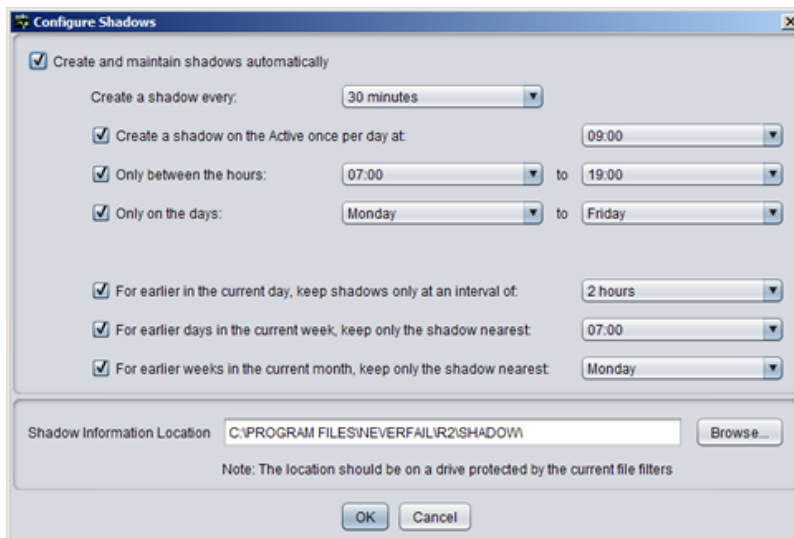 Configure Shadows
Create and maintain shadows automatically
Create a shadow every: 30 minutes
Create a shadow on the Active once per day at: 09:00
Only between the hours: 07:00 to 19:00
Only on the days: Monday to Friday
For earlier in the current day, keep shadows only at an interval of: 2 hours
For earlier days in the current week, keep only the shadow nearest: 07:00
For earlier weeks in the current month, keep only the shadow nearest: Monday
Shadow Information Location C:\PROGRAM FILES\NEVERFAIL\R2\SHADOW\ Browse...
Note: The location should be on a drive protected by the current file filters
OK Cancel